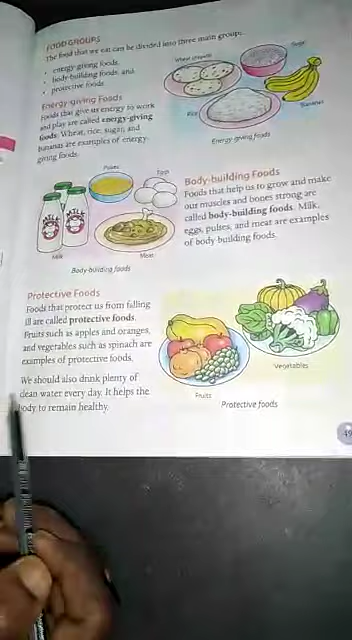 FOOD GROUPS
The food that we eat can be divided into three main groups.
• energy-giving foods,
• body-building foods, and
• protective foods.
Energy-giving Foods
Foods that give us energy to work
and play are called energy-giving
foods. Wheat, rice, sugar, and
bananas are examples of energy-
giving foods.
Wheat
Sugar
Rice
Bananas
Energy-giving foods
Pulses
Eggs
MILK
MILK
Milk
Meat
Body-building foods
Body-building Foods
Foods that help us to grow and make
our muscles and bones strong are
called body-building foods. Milk,
eggs, pulses, and meat are examples
of body-building foods.
Protective Foods
Foods that protect us from falling
ill are called protective foods.
Fruits such as apples and oranges,
and vegetables such as spinach are
examples of protective foods.
We should also drink plenty of
clean water every day. It helps the
body to remain healthy.
Fruits
Vegetables
Protective foods
49